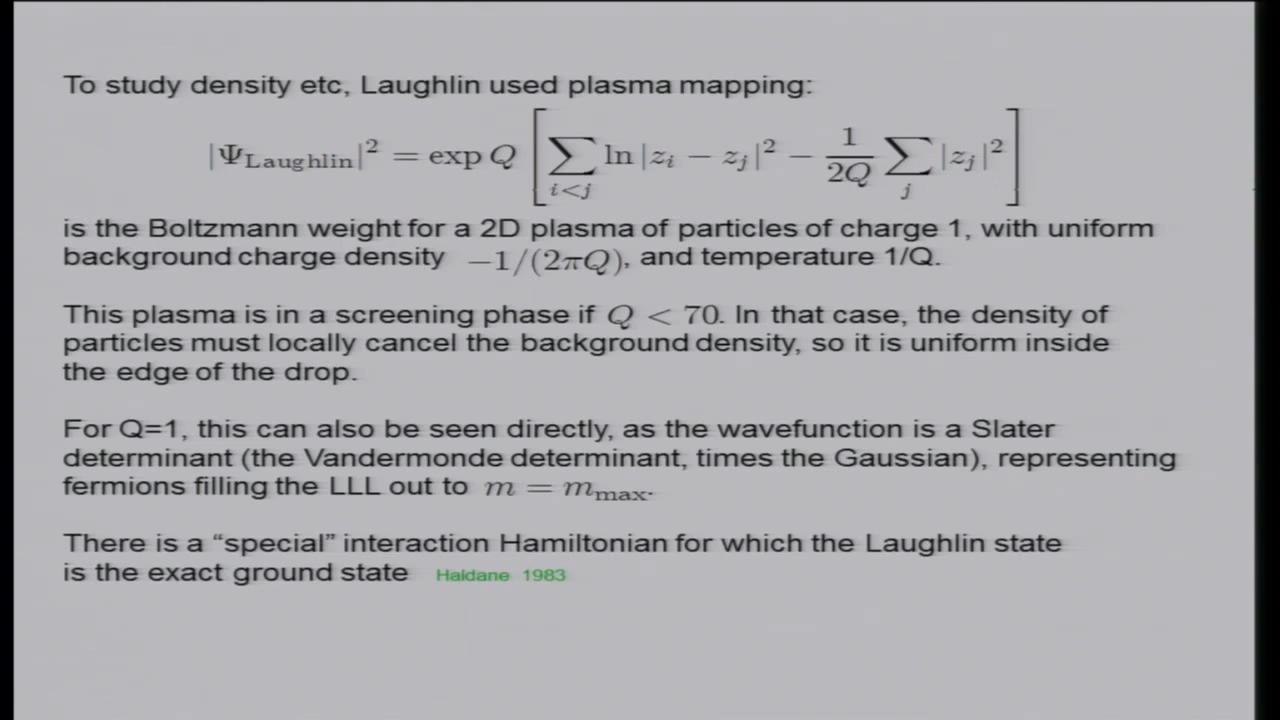 To study density etc, Laughlin used plasma mapping:
|Ψ_Laughlin|² = exp Q [∑_{i<j} ln |z_i − z_j|² − 1/2Q ∑_j |z_j|²]
is the Boltzmann weight for a 2D plasma of particles of charge 1, with uniform
background charge density −1/(2πQ), and temperature 1/Q.
This plasma is in a screening phase if Q < 70. In that case, the density of
particles must locally cancel the background density, so it is uniform inside
the edge of the drop.
For Q=1, this can also be seen directly, as the wavefunction is a Slater
determinant (the Vandermonde determinant, times the Gaussian), representing
fermions filling the LLL out to m = m_max.
There is a “special” interaction Hamiltonian for which the Laughlin state
is the exact ground state Haldane 1983